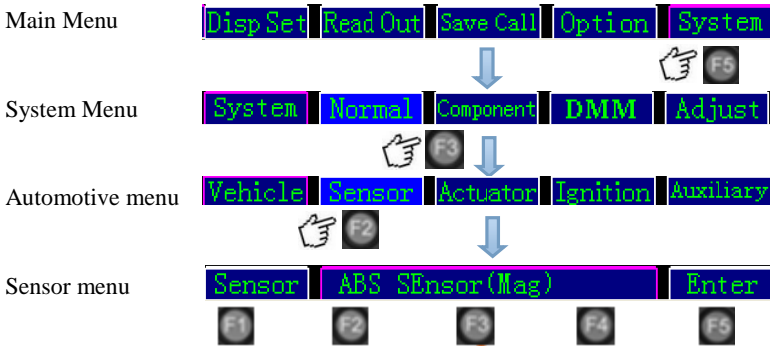 Main Menu Disp Set Read Out Save Call Option System
F5
System Menu System Normal Component DMM Adjust
F3
Automotive menu Vehicle Sensor Actuator Ignition Auxiliary
F2
Sensor menu Sensor ABS SEnsor(Mag) Enter
F1 F2 F3 F4 F5